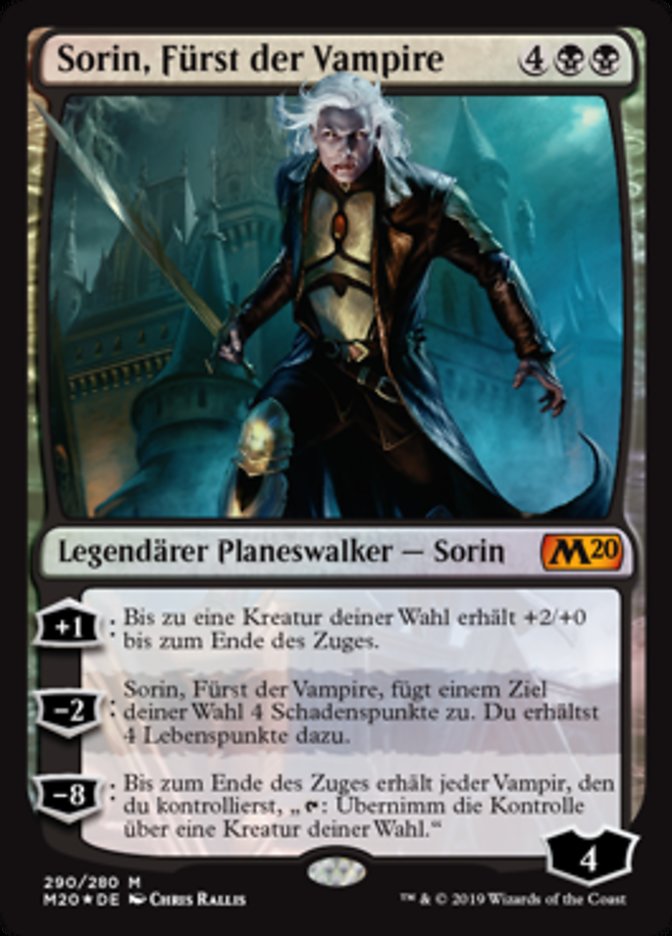 Sorin, Fürst der Vampire 4
Legendärer Planeswalker — Sorin M20
+1 : Bis zu eine Kreatur deiner Wahl erhält +2/+0
bis zum Ende des Zuges.
Sorin, Fürst der Vampire, fügt einem Ziel
−2 : deiner Wahl 4 Schadenspunkte zu. Du erhältst
4 Lebenspunkte dazu.
−8 : Bis zum Ende des Zuges erhält jeder Vampir, den
du kontrollierst, „: Übernimm die Kontrolle
über eine Kreatur deiner Wahl.“
4
290/280 M
M20★DE Chris Rallis
™ & © 2019 Wizards of the Coast